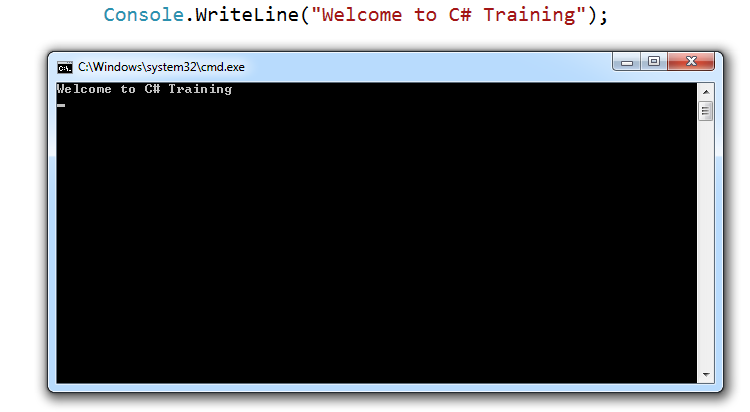 Console.WriteLine("Welcome to C# Training");
C:\Windows\system32\cmd.exe
Welcome to C# Training